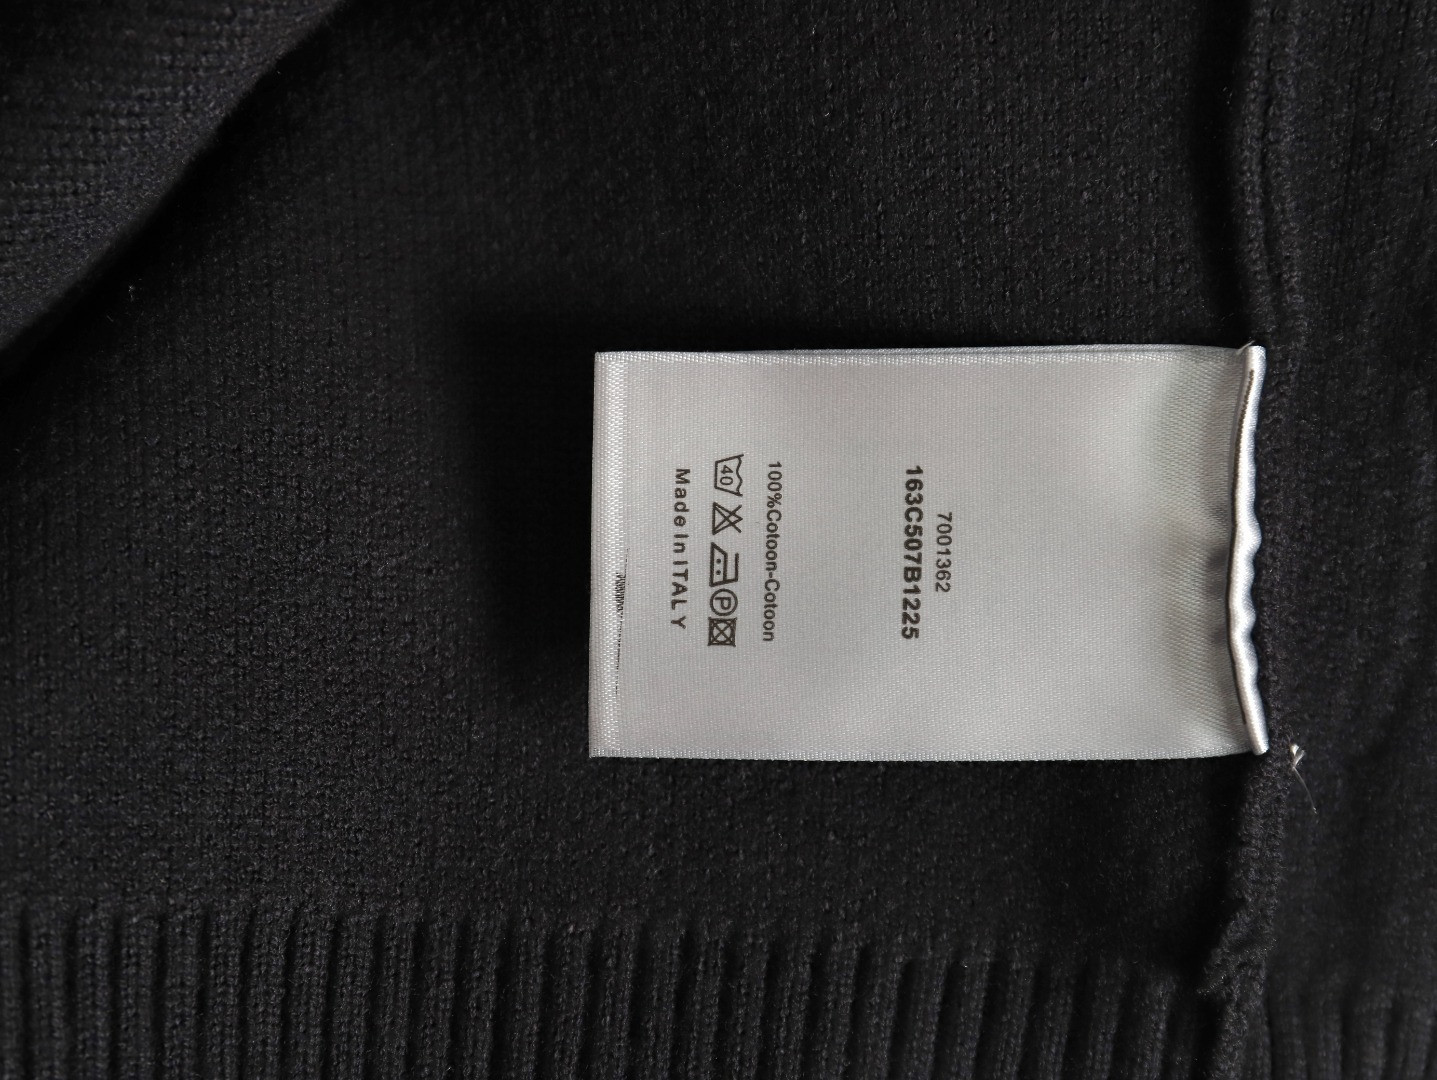 7001362
163C507B1225
100%Cotoon-Cotoon
40 P
Made In ITALY